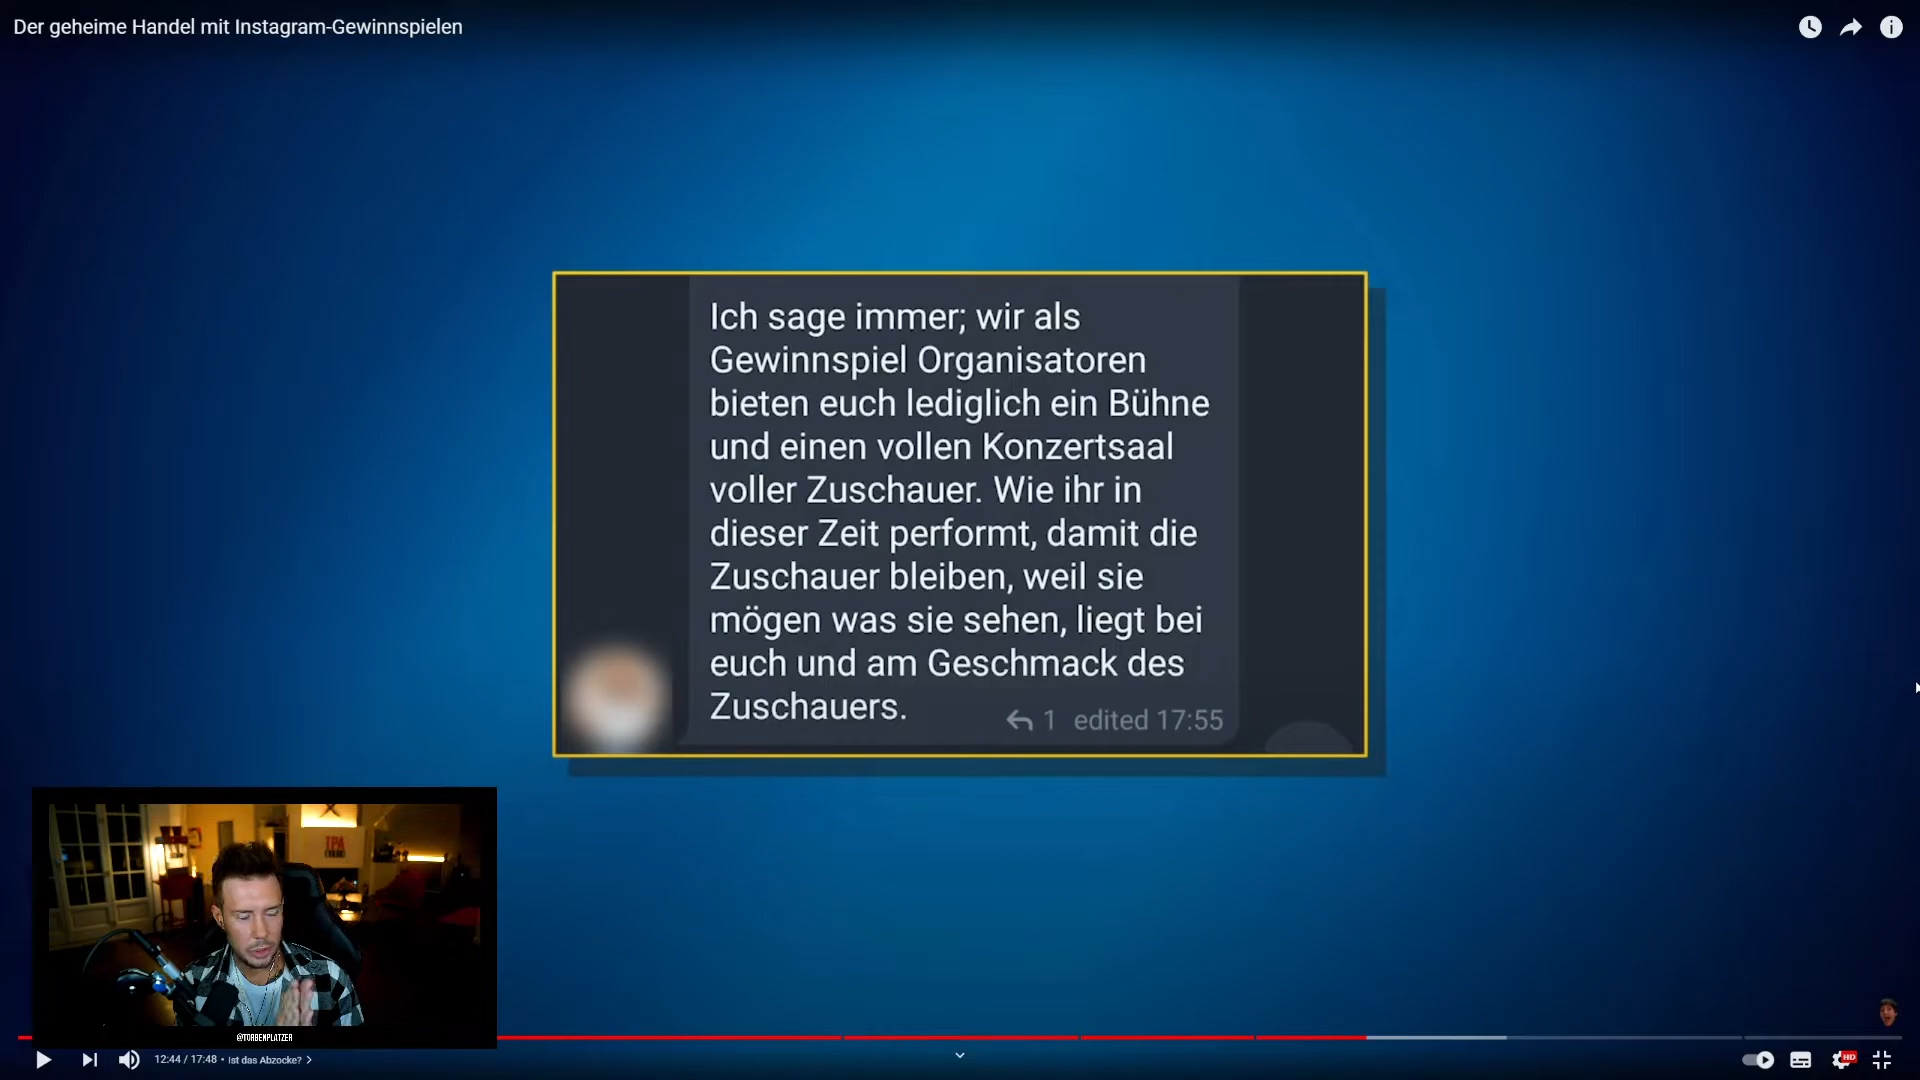 Der geheime Handel mit Instagram-Gewinnspielen
Ich sage immer; wir als
Gewinnspiel Organisatoren
bieten euch lediglich ein Bühne
und einen vollen Konzertsaal
voller Zuschauer. Wie ihr in
dieser Zeit performt, damit die
Zuschauer bleiben, weil sie
mögen was sie sehen, liegt bei
euch und am Geschmack des
Zuschauers.
1 edited 17:55
TPA
@TORBENPLATZER
12:44 / 17:48 • Ist das Abzocke?
HD